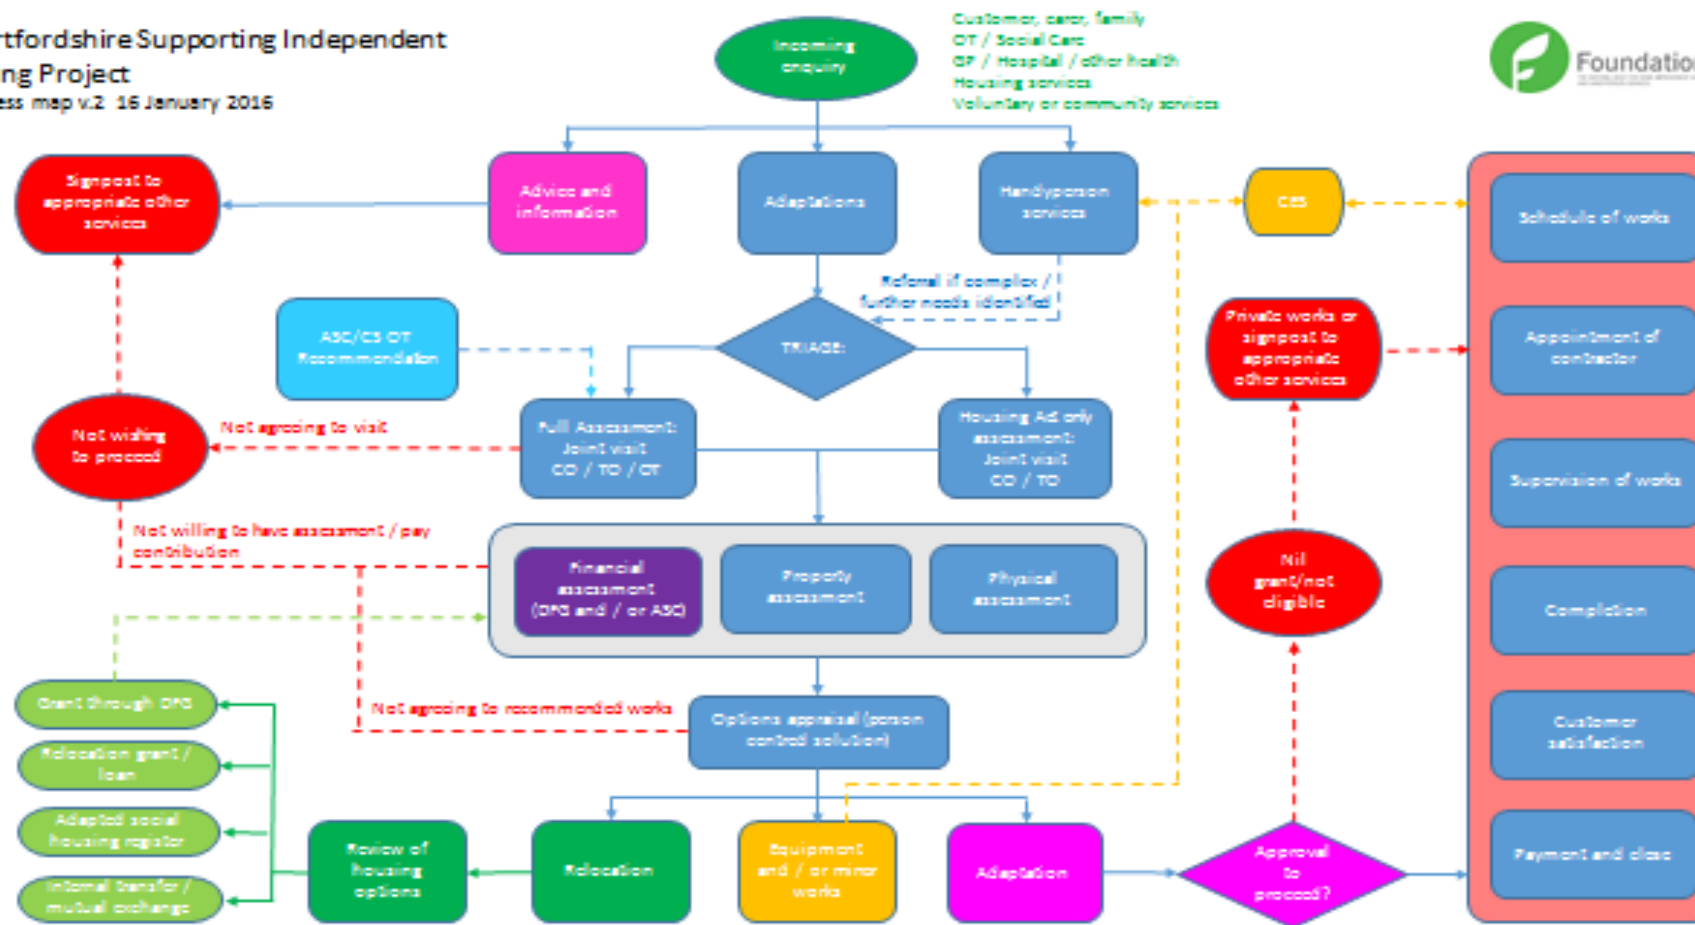 rtfordshire Supporting Independent
ng Project
ess map v.2 16 January 2016
Incoming
enquiry
Customer, carer, family
OT / Social Care
GP / Hospital / other health
Housing services
Voluntary or community services
Foundation
Signpost to
appropriate other
services
Advice and
information
Adaptations
Handyperson
services
CES
Schedule of works
Referral if complex /
further needs identified
ASC/CS OT
Recommendation
TRIAGE:
Private works or
signpost to
appropriate
other services
Appointment of
contractor
Not wishing
to proceed
Not agreeing to visit
Full Assessment:
Joint visit
CO / TO / OT
Housing Ad only
assessment:
Joint visit
CO / TO
Supervision of works
Not willing to have assessment / pay
contribution
Financial
assessment
(DFG and / or ASC)
Property
assessment
Physical
assessment
Nil
grant/not
eligible
Completion
Grant through DFG
Relocation grant /
loan
Adapted social
housing register
Internal transfer /
mutual exchange
Not agreeing to recommended works
Options appraisal (person
centred solution)
Customer
satisfaction
Review of
housing
options
Relocation
Equipment
and / or minor
works
Adaptation
Approval
to
proceed?
Payment and close